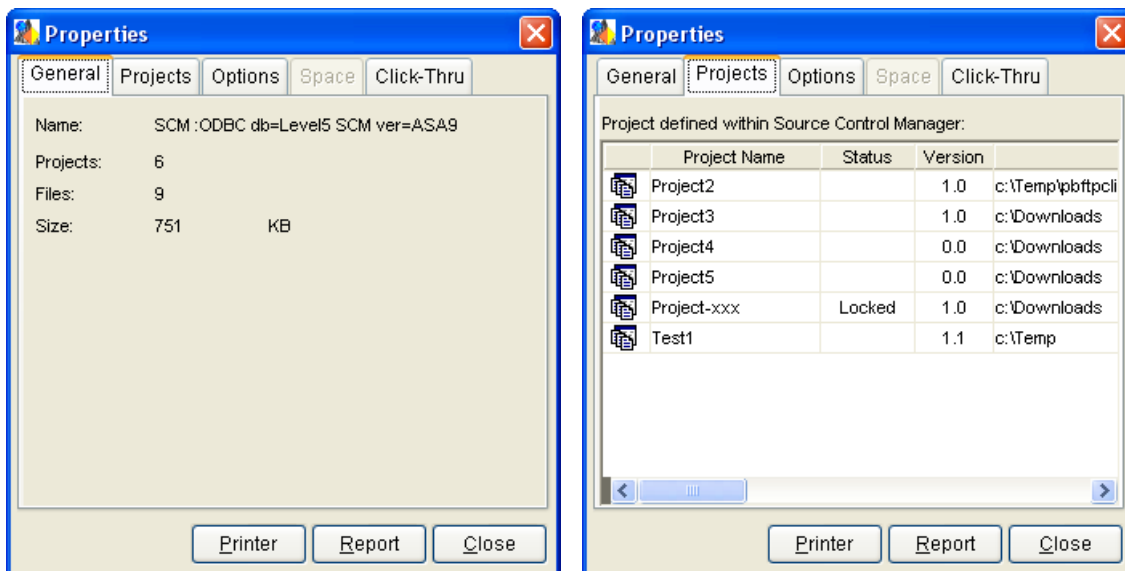 Properties
General Projects Options Space Click-Thru
Name: SCM :ODBC db=Level5 SCM ver=ASA9
Projects: 6
Files: 9
Size: 751 KB
Printer Report Close
Properties
General Projects Options Space Click-Thru
Project defined within Source Control Manager:
Project Name Status Version
Project2 1.0 c:\Temp\pbftpcli
Project3 1.0 c:\Downloads
Project4 0.0 c:\Downloads
Project5 0.0 c:\Downloads
Project-xxx Locked 1.0 c:\Downloads
Test1 1.1 c:\Temp
Printer Report Close